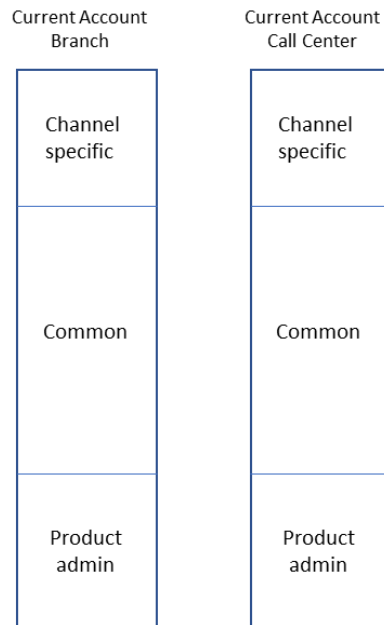 Current Account
Branch
Current Account
Call Center
Channel
specific
Channel
specific
Common
Common
Product
admin
Product
admin